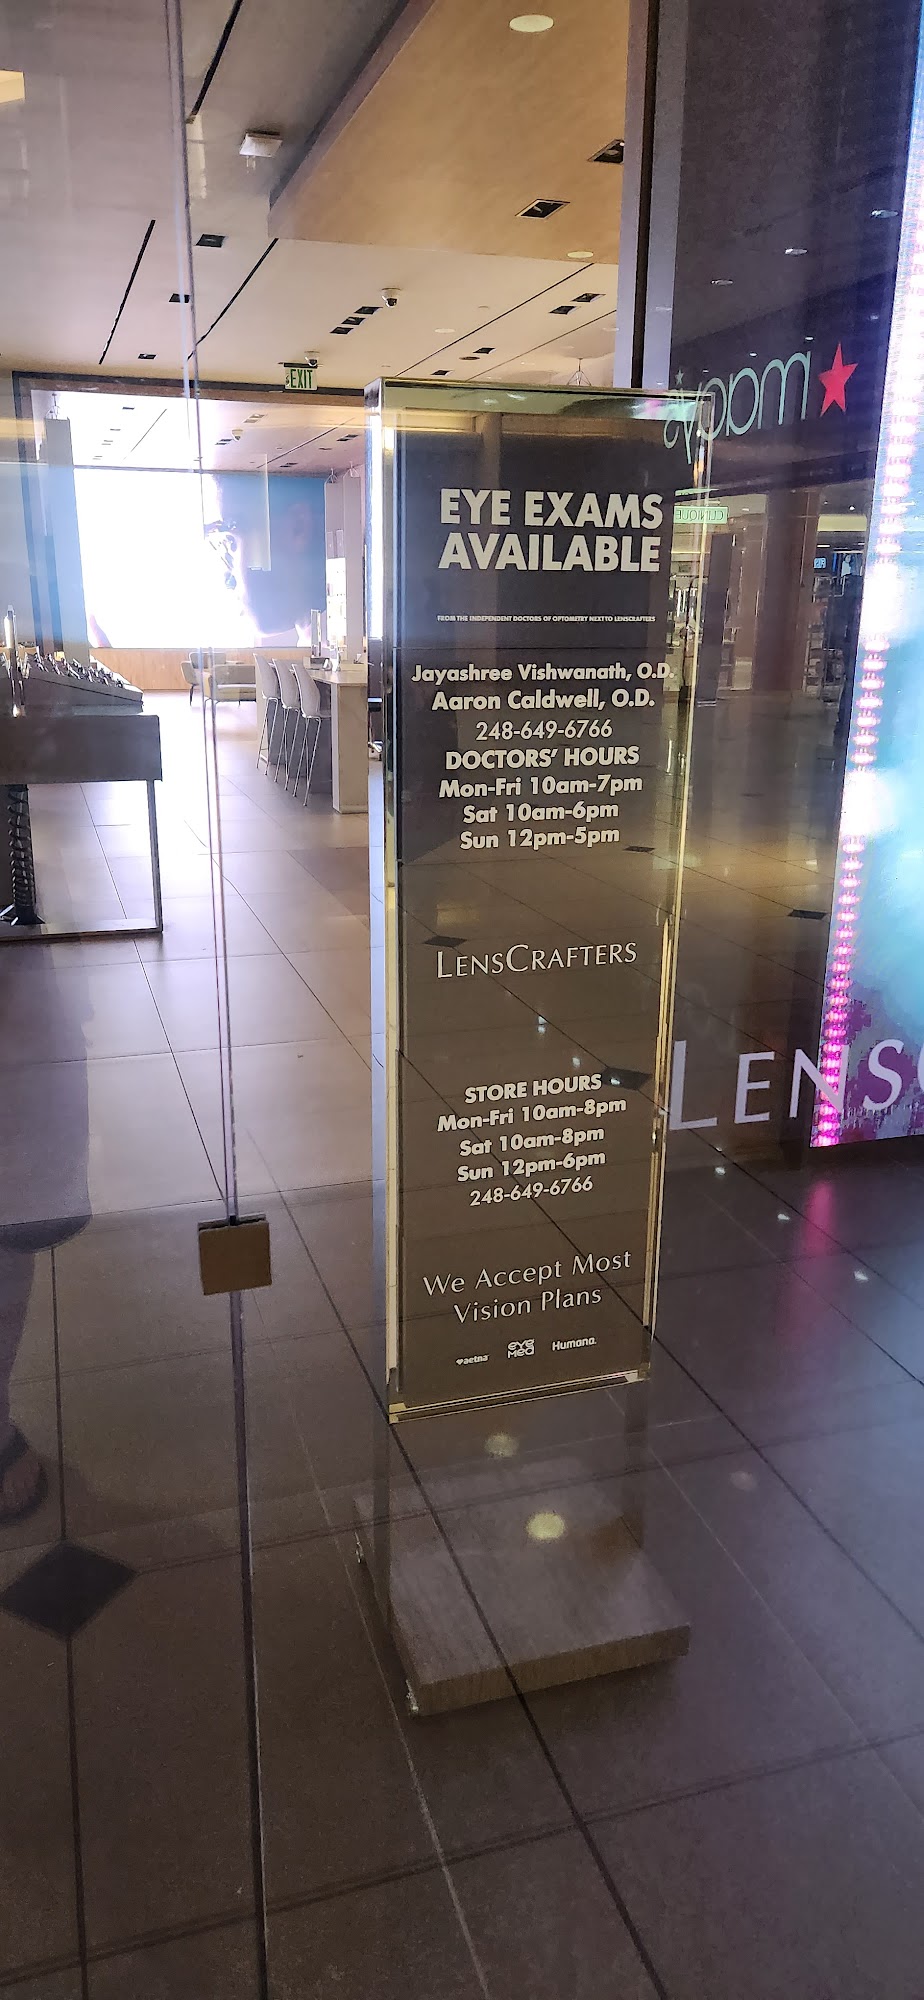 EXIT
macy's
CLINIQUE
EYE EXAMS
AVAILABLE
FROM THE INDEPENDENT DOCTORS OF OPTOMETRY NEXT TO LENSCRAFTERS
Jayashree Vishwanath, O.D.
Aaron Caldwell, O.D.
248-649-6766
DOCTORS' HOURS
Mon-Fri 10am-7pm
Sat 10am-6pm
Sun 12pm-5pm
LENSCRAFTERS
STORE HOURS
Mon-Fri 10am-8pm
Sat 10am-8pm
Sun 12pm-6pm
248-649-6766
We Accept Most
Vision Plans
aetna
eye
Med
Humana.
LENS